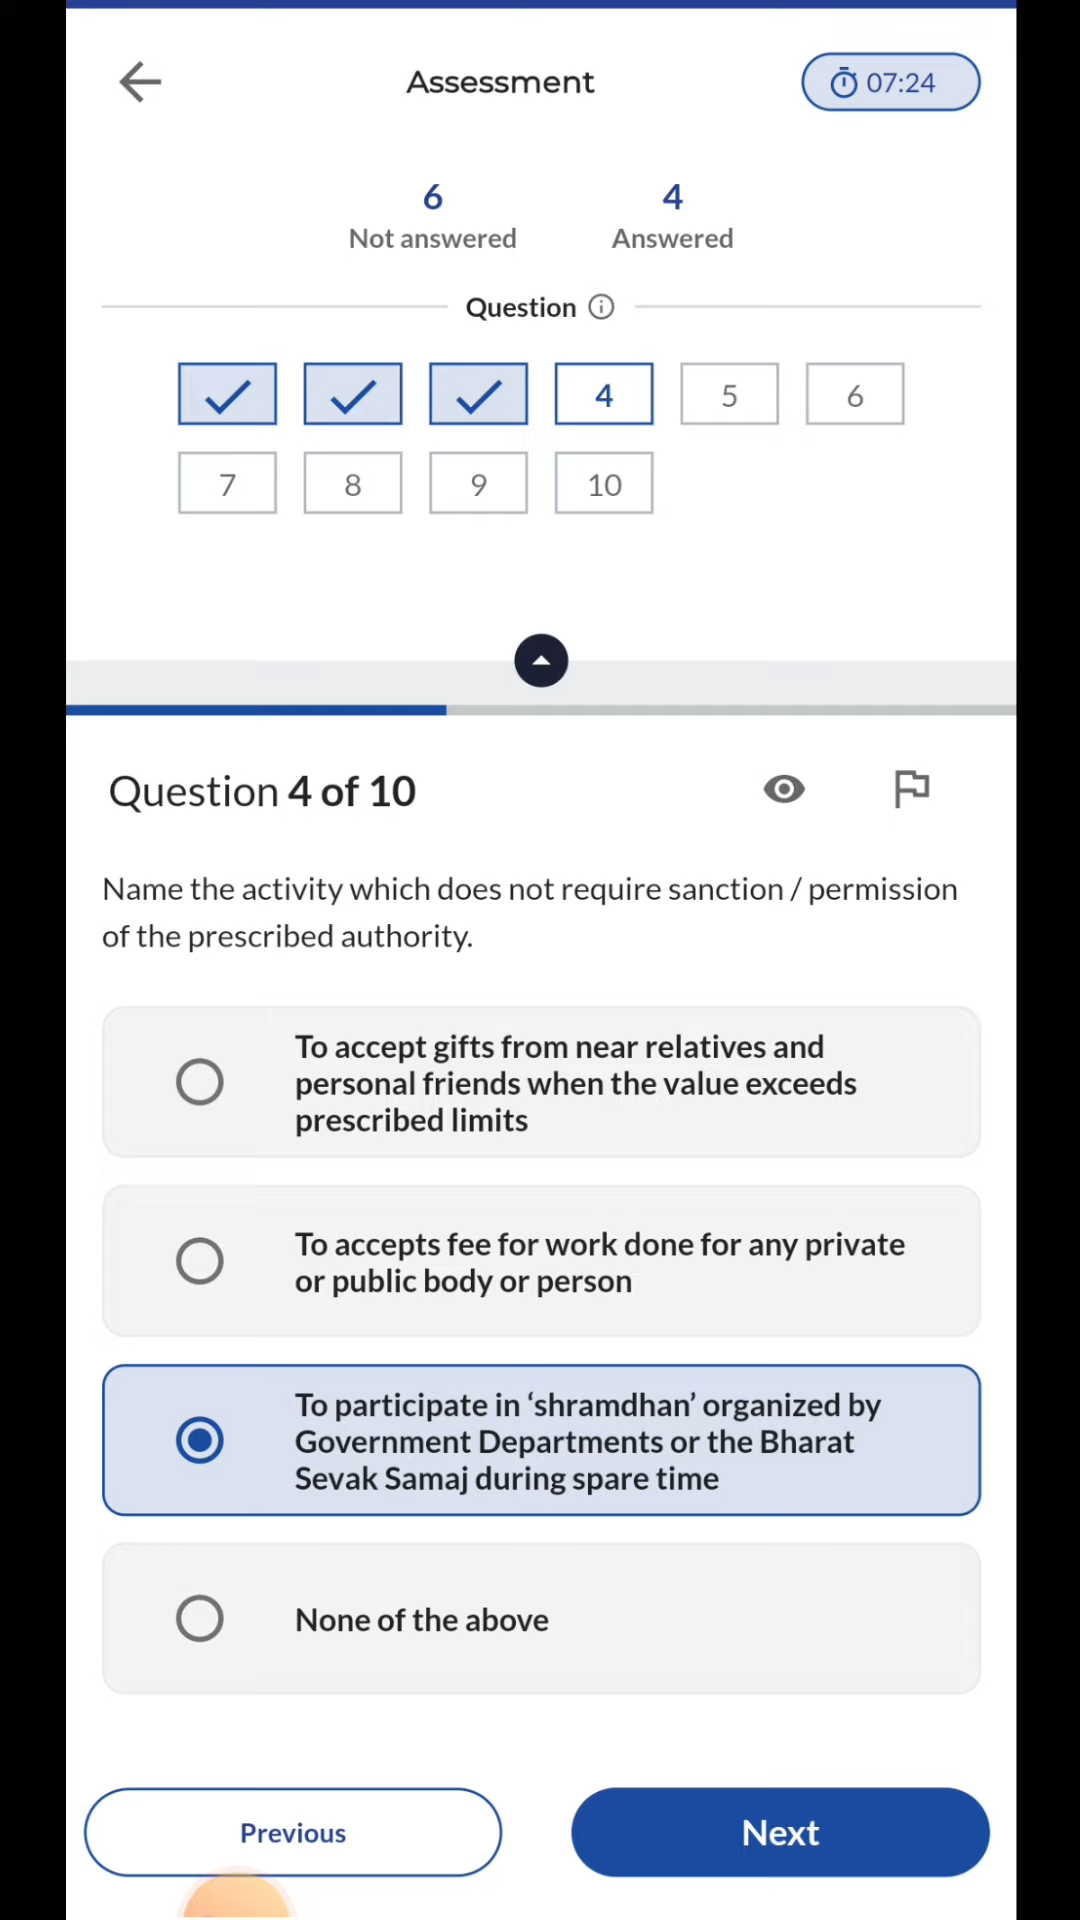 Assessment
07:24
6
Not answered
4
Answered
Question
4
5
6
7
8
9
10
Question 4 of 10
Name the activity which does not require sanction / permission
of the prescribed authority.
To accept gifts from near relatives and
personal friends when the value exceeds
prescribed limits
To accepts fee for work done for any private
or public body or person
To participate in ‘shramdhan’ organized by
Government Departments or the Bharat
Sevak Samaj during spare time
None of the above
Previous
Next